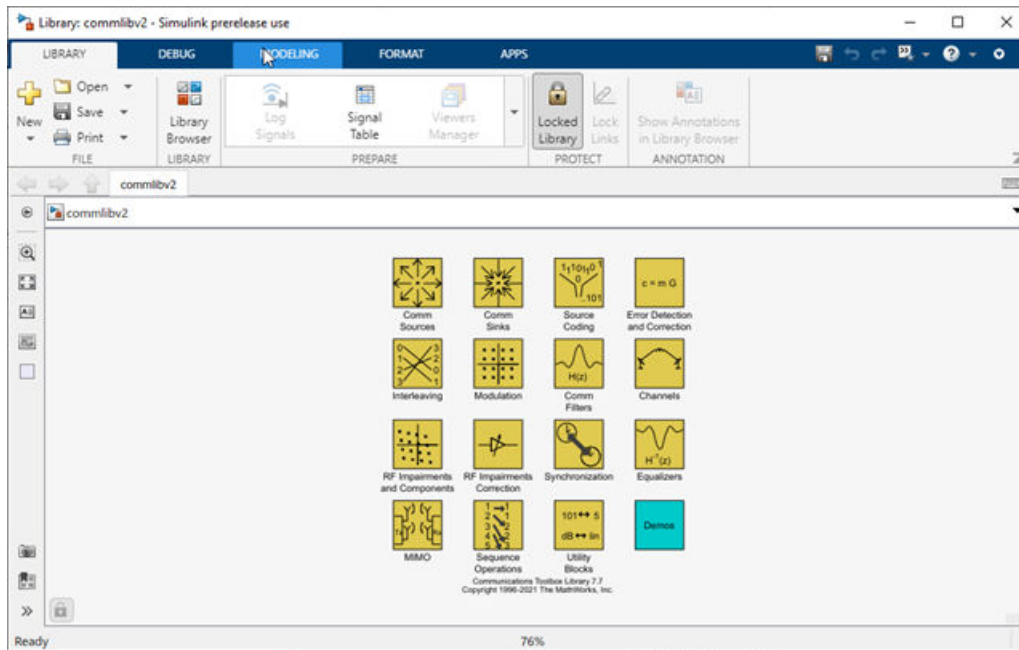 Library: commlibv2 - Simulink prerelease use
LIBRARY DEBUG MODELING FORMAT APPS
New
Open
Save
Print
FILE
Library
Browser
LIBRARY
Log
Signals
Signal
Table
Viewers
Manager
PREPARE
Locked
Library
Lock
Links
PROTECT
Show Annotations
in Library Browser
ANNOTATION
commlibv2
commlibv2
Comm
Sources
Comm
Sinks
Source
Coding
c = m G
Error Detection
and Correction
Interleaving
Modulation
H(z)
Comm
Filters
Channels
RF Impairments
and Components
RF Impairments
Correction
Synchronization
H⁻¹(z)
Equalizers
MIMO
Sequence
Operations
101↔ 5
dB↔ lin
Utility
Blocks
Demos
Communications Toolbox Library 7.7
Copyright 1996-2021 The MathWorks, Inc.
Ready 76%